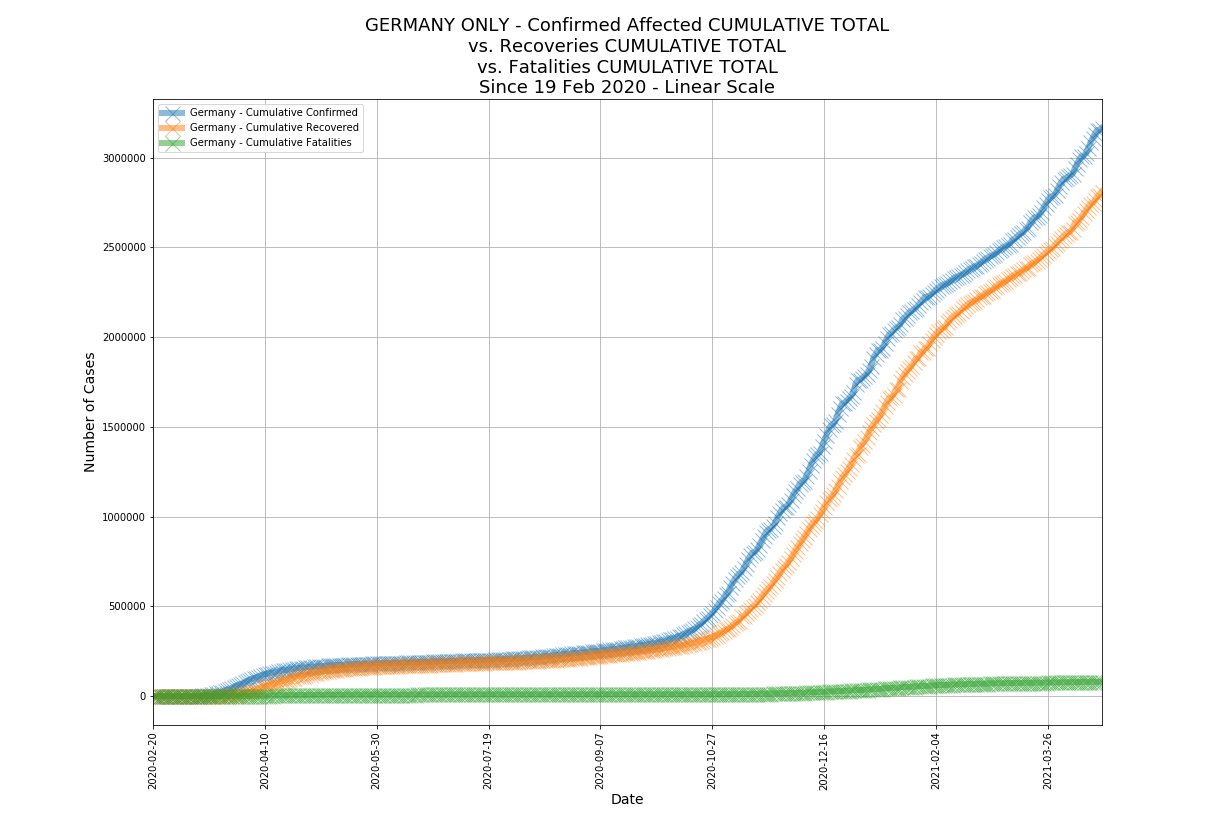 GERMANY ONLY - Confirmed Affected CUMULATIVE TOTAL
vs. Recoveries CUMULATIVE TOTAL
vs. Fatalities CUMULATIVE TOTAL
Since 19 Feb 2020 - Linear Scale
Germany - Cumulative Confirmed
Germany - Cumulative Recovered
Germany - Cumulative Fatalities
Number of Cases
3000000
2500000
2000000
1500000
1000000
500000
0
2020-02-20
2020-04-10
2020-05-30
2020-07-19
2020-09-07
2020-10-27
2020-12-16
2021-02-04
2021-03-26
Date